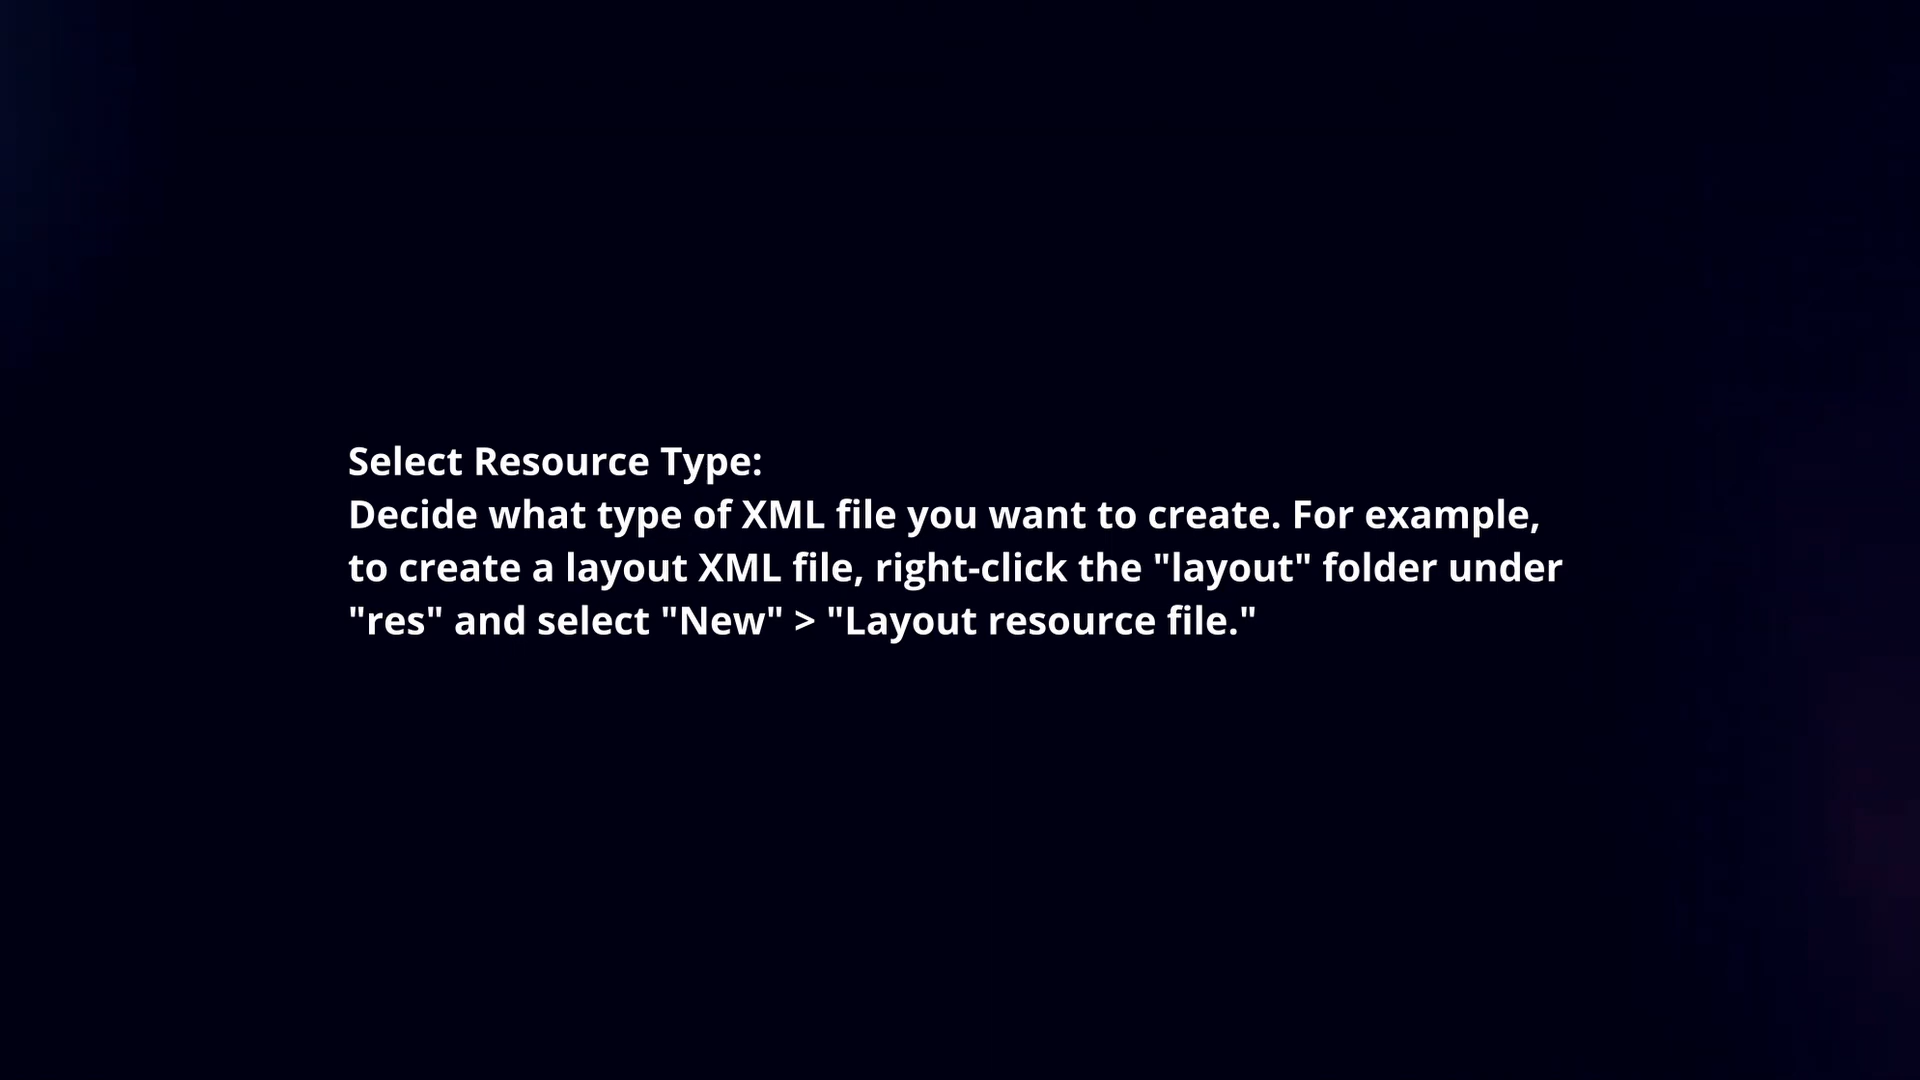 Select Resource Type:
Decide what type of XML file you want to create. For example,
to create a layout XML file, right-click the "layout" folder under
"res" and select "New" > "Layout resource file."